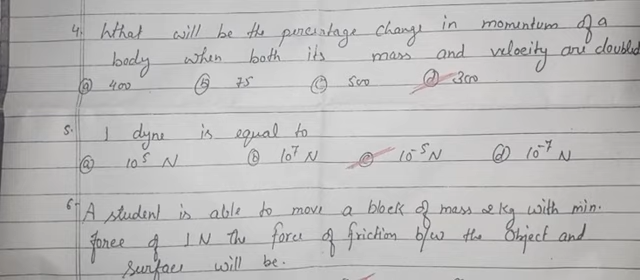 4. What will be the percentage change in momentum of a
body when both its mass and velocity are doubled
(a) 400 (b) 75 (c) 500 (d) 300
5. 1 dyne is equal to
(a) 10⁵ N (b) 10⁷ N (c) 10⁻⁵ N (d) 10⁻⁷ N
6. A student is able to move a block of mass 2 kg with min.
force of 1N The force of friction b/w the Object and
surface will be.